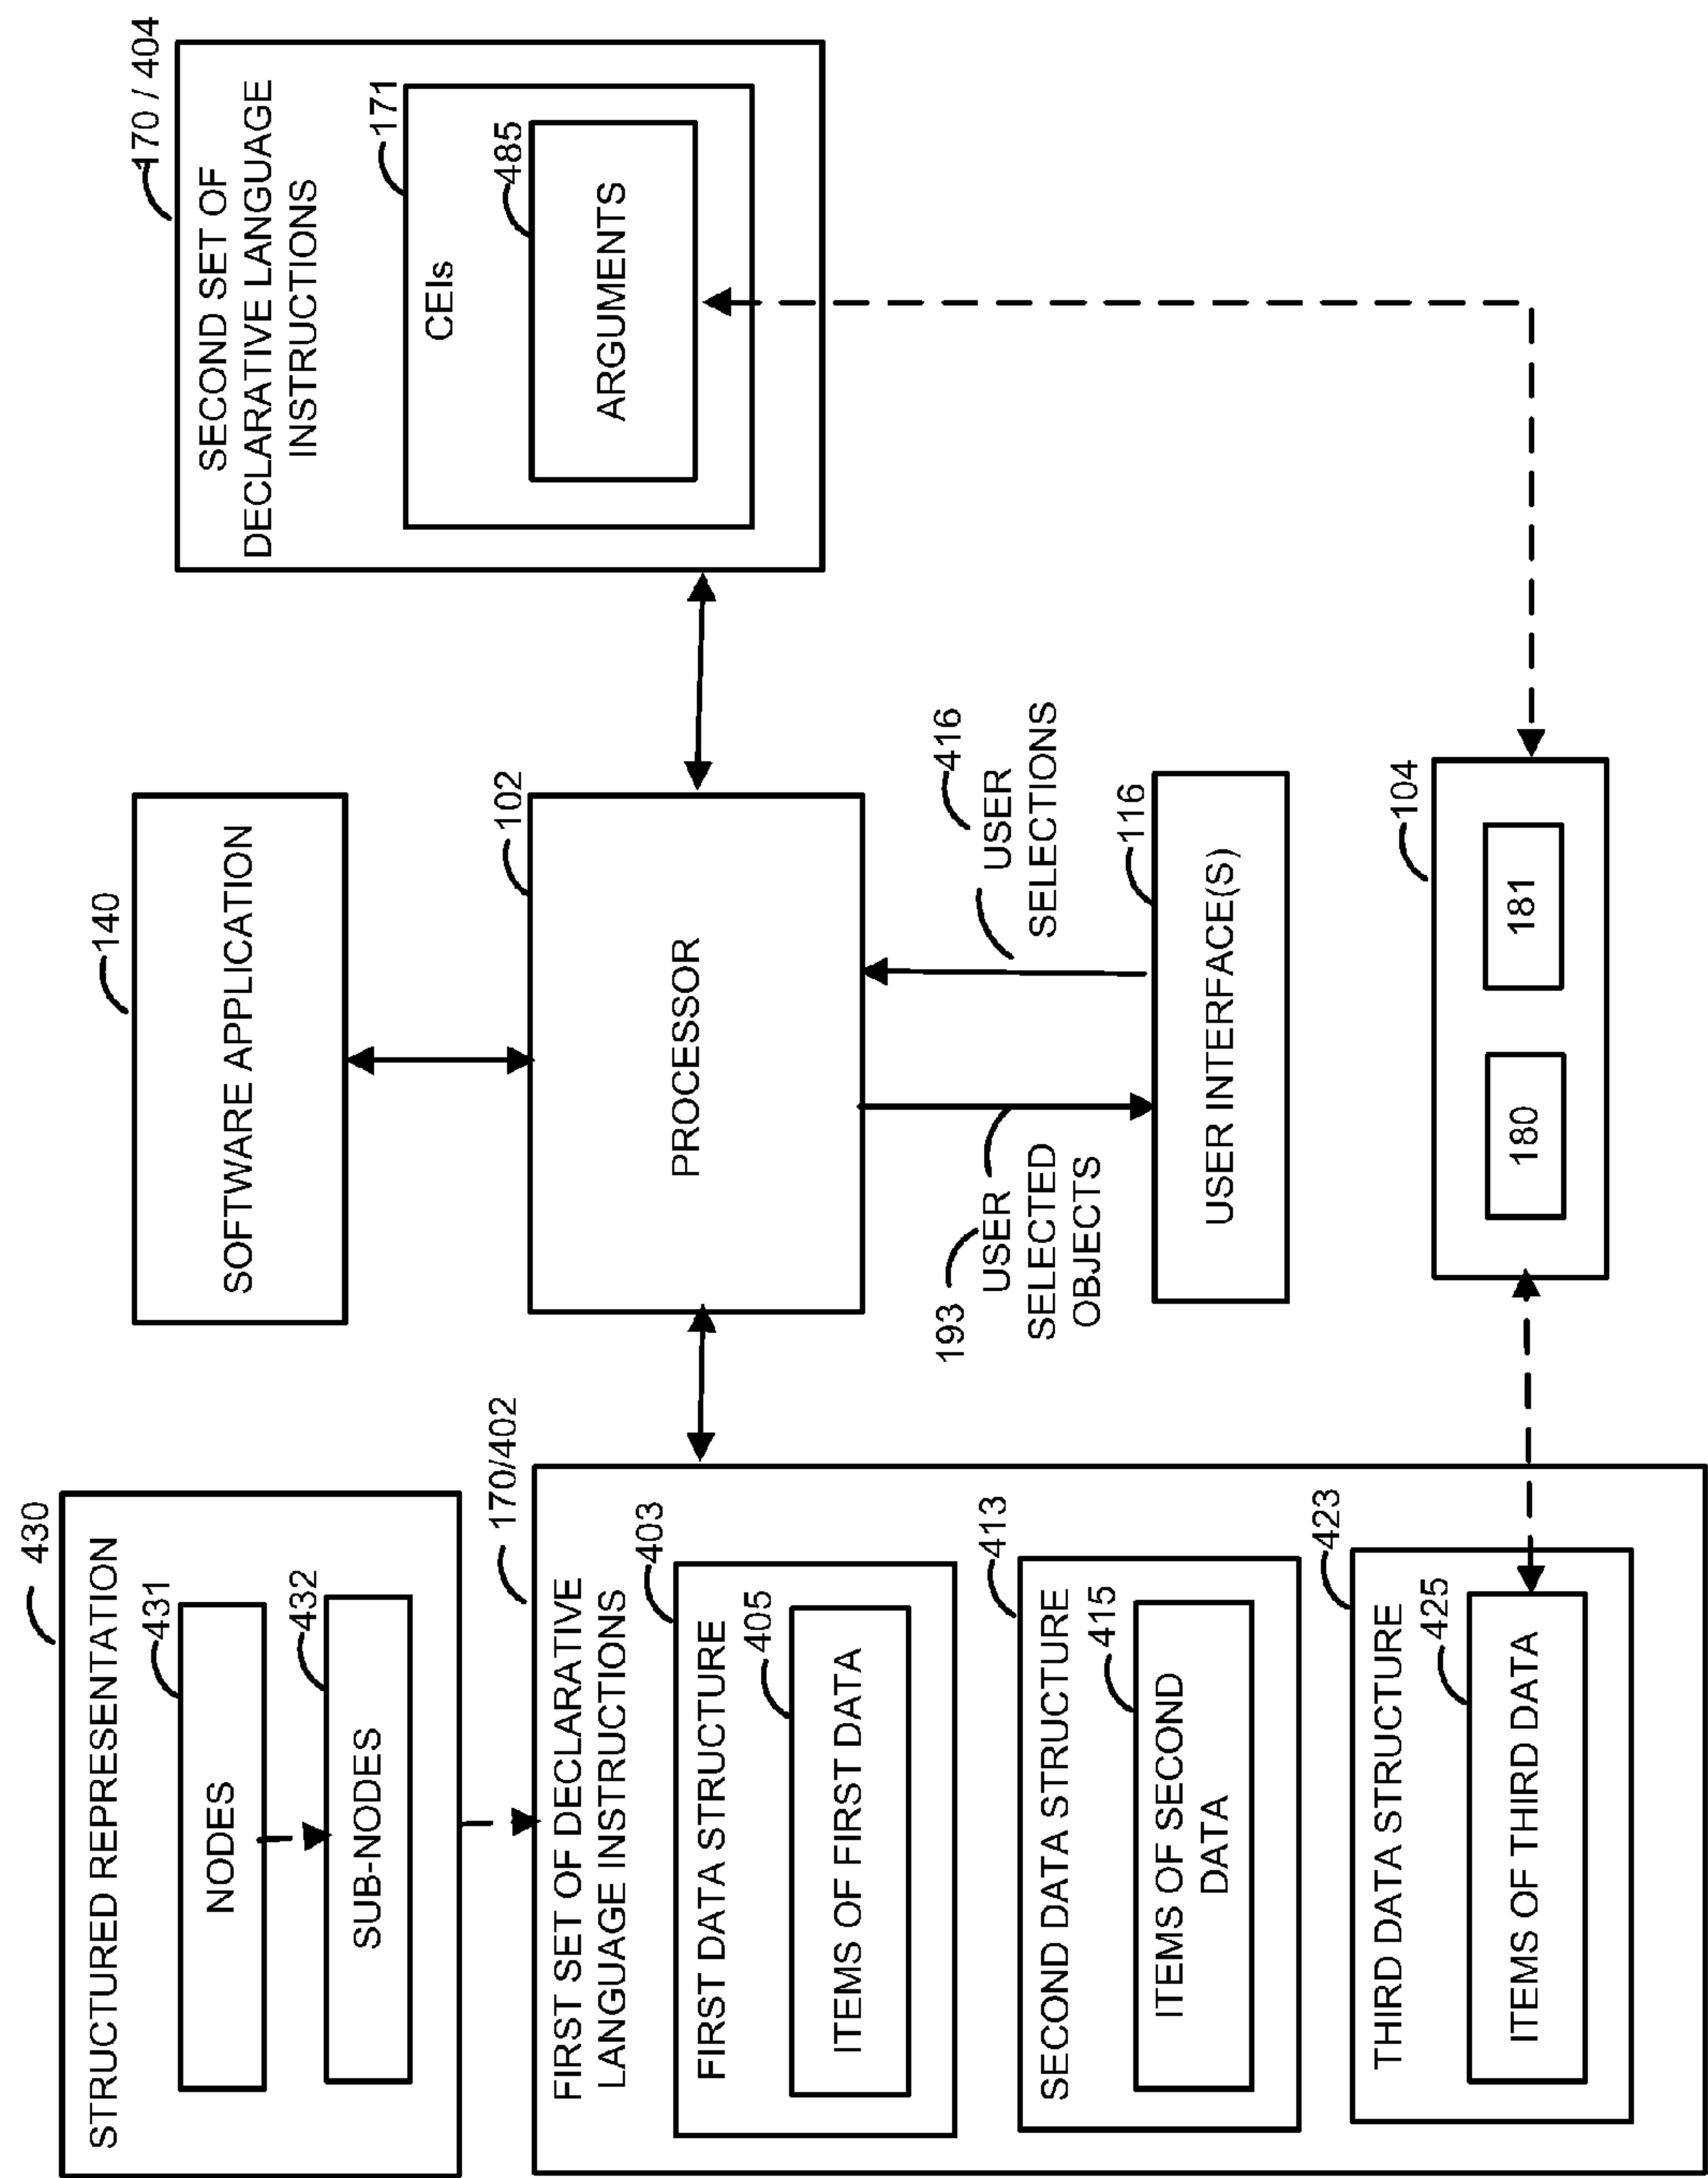 430
STRUCTURED REPRESENTATION
431
NODES
432
SUB-NODES
170/402
FIRST SET OF DECLARATIVE
LANGUAGE INSTRUCTIONS
403
FIRST DATA STRUCTURE
405
ITEMS OF FIRST DATA
413
SECOND DATA STRUCTURE
415
ITEMS OF SECOND
DATA
423
THIRD DATA STRUCTURE
425
ITEMS OF THIRD DATA
140
SOFTWARE APPLICATION
102
PROCESSOR
193
USER
SELECTED
OBJECTS
416
USER
SELECTIONS
116
USER INTERFACE(S)
104
180
181
170 / 404
SECOND SET OF
DECLARATIVE LANGUAGE
INSTRUCTIONS
171
CEIs
485
ARGUMENTS